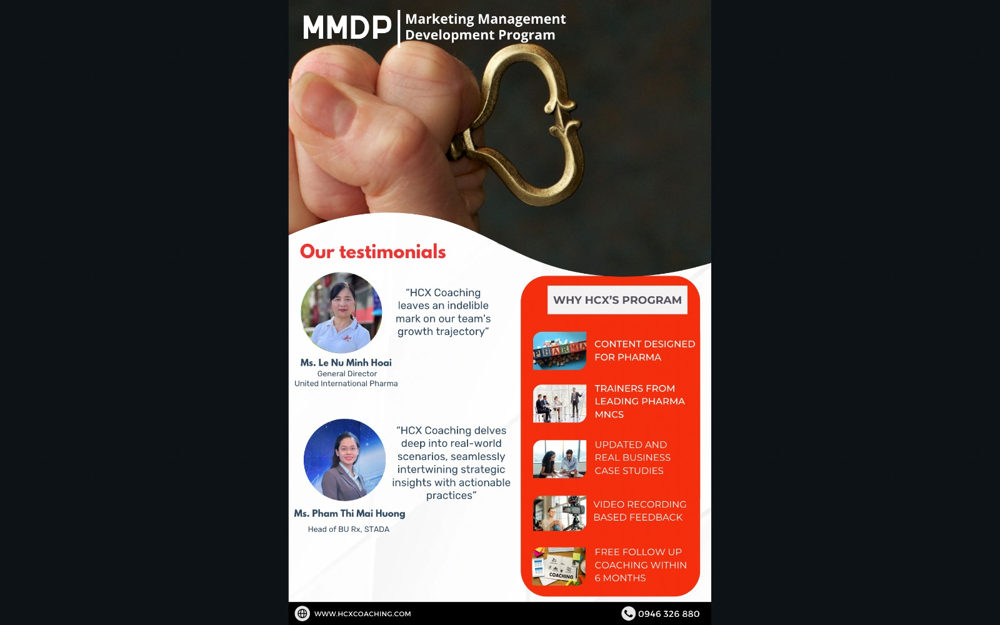 MMDP
Marketing Management
Development Program
Our testimonials
“HCX Coaching
leaves an indelible
mark on our team's
growth trajectory”
Ms. Le Nu Minh Hoai
General Director
United International Pharma
“HCX Coaching delves
deep into real-world
scenarios, seamlessly
intertwining strategic
insights with actionable
practices”
Ms. Pham Thi Mai Huong
Head of BU Rx, STADA
WHY HCX’S PROGRAM
PHARMA
CONTENT DESIGNED
FOR PHARMA
TRAINERS FROM
LEADING PHARMA
MNCS
UPDATED AND
REAL BUSINESS
CASE STUDIES
VIDEO RECORDING
BASED FEEDBACK
COACHING
FREE FOLLOW UP
COACHING WITHIN
6 MONTHS
WWW.HCXCOACHING.COM
0946 326 880